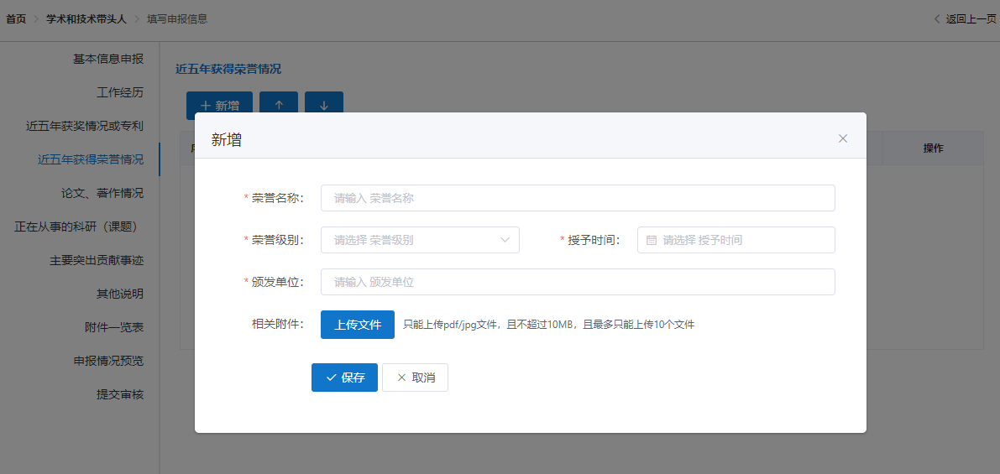 首页 > 学术和技术带头人 > 填写申报信息
< 返回上一页
基本信息申报
工作经历
近五年获奖情况或专利
近五年获得荣誉情况
论文、著作情况
正在从事的科研（课题）
主要突出贡献事迹
其他说明
附件一览表
申报情况预览
提交审核
近五年获得荣誉情况
+ 新增 ↑ ↓
操作
新增 ×
* 荣誉名称： 请输入 荣誉名称
* 荣誉级别： 请选择 荣誉级别 * 授予时间： 请选择 授予时间
* 颁发单位： 请输入 颁发单位
相关附件： 上传文件 只能上传pdf/jpg文件，且不超过10MB，且最多只能上传10个文件
✓ 保存 × 取消